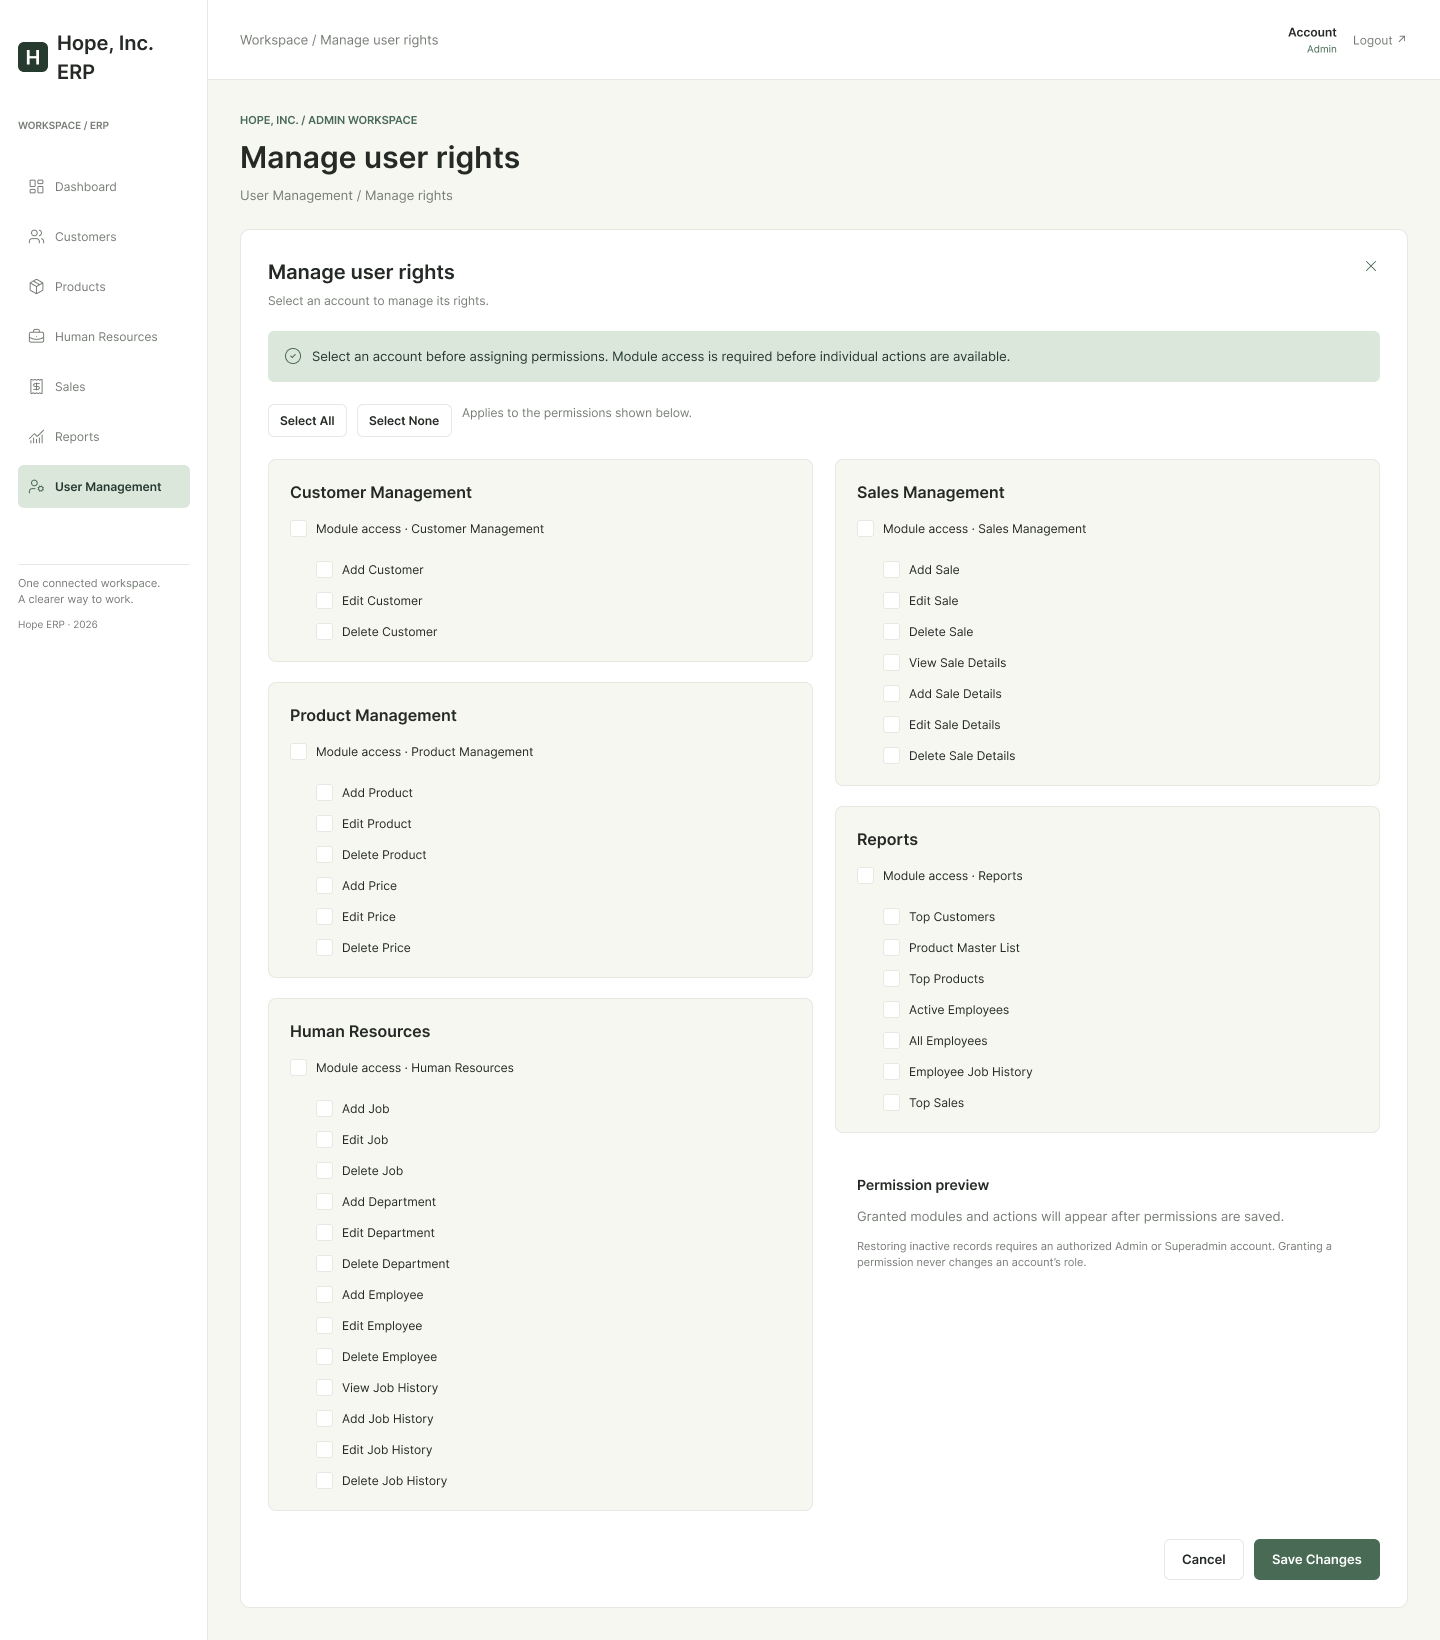 H
Hope, Inc.
ERP
WORKSPACE / ERP
Dashboard
Customers
Products
Human Resources
Sales
Reports
User Management
One connected workspace.
A clearer way to work.
Hope ERP · 2026
Workspace / Manage user rights
Account
Admin
Logout ↗
HOPE, INC. / ADMIN WORKSPACE
Manage user rights
User Management / Manage rights
Manage user rights
Select an account to manage its rights.
Select an account before assigning permissions. Module access is required before individual actions are available.
Select All
Select None
Applies to the permissions shown below.
Customer Management
Module access · Customer Management
Add Customer
Edit Customer
Delete Customer
Product Management
Module access · Product Management
Add Product
Edit Product
Delete Product
Add Price
Edit Price
Delete Price
Human Resources
Module access · Human Resources
Add Job
Edit Job
Delete Job
Add Department
Edit Department
Delete Department
Add Employee
Edit Employee
Delete Employee
View Job History
Add Job History
Edit Job History
Delete Job History
Sales Management
Module access · Sales Management
Add Sale
Edit Sale
Delete Sale
View Sale Details
Add Sale Details
Edit Sale Details
Delete Sale Details
Reports
Module access · Reports
Top Customers
Product Master List
Top Products
Active Employees
All Employees
Employee Job History
Top Sales
Permission preview
Granted modules and actions will appear after permissions are saved.
Restoring inactive records requires an authorized Admin or Superadmin account. Granting a
permission never changes an account’s role.
Cancel
Save Changes